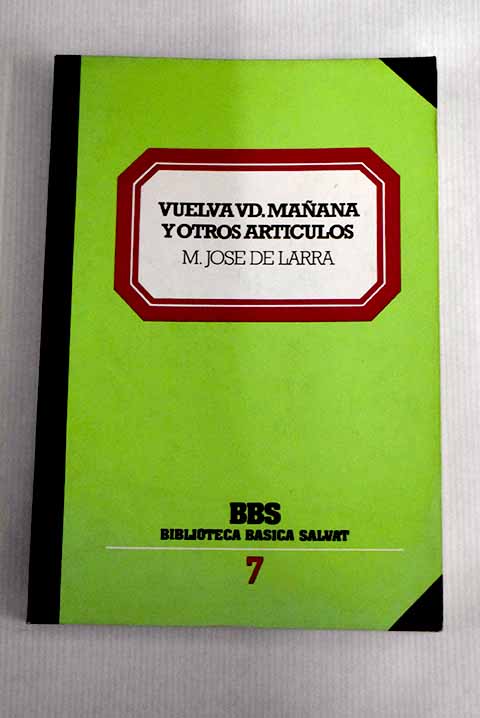 VUELVA VD. MAÑANA
Y OTROS ARTICULOS
M. JOSE DE LARRA
BBS
BIBLIOTECA BASICA SALVAT
7